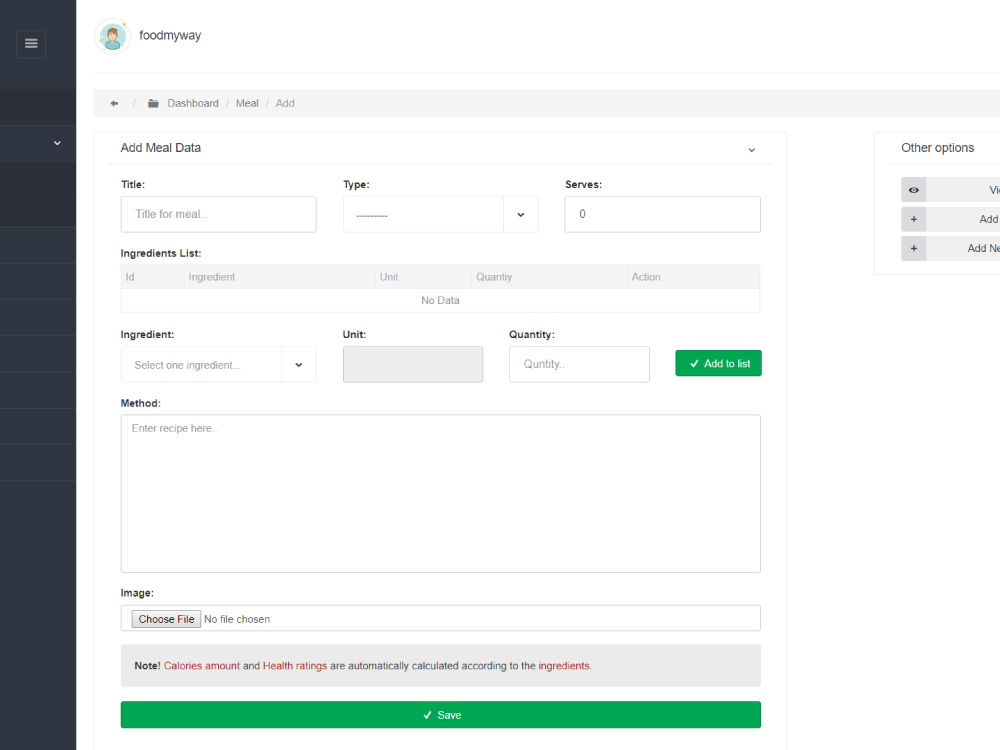 foodmyway
/ Dashboard / Meal / Add
Add Meal Data
Other options
Title: Type: Serves:
Title for meal.. --------- 0
Vi
Add
Add Ne
Ingredients List:
Id Ingredient Unit Quantiy Action
No Data
Ingredient: Unit: Quantity:
Select one ingredient... Quntity.. Add to list
Method:
Enter recipe here..
Image:
Choose File No file chosen
Note! Calories amount and Health ratings are automatically calculated according to the ingredients.
Save